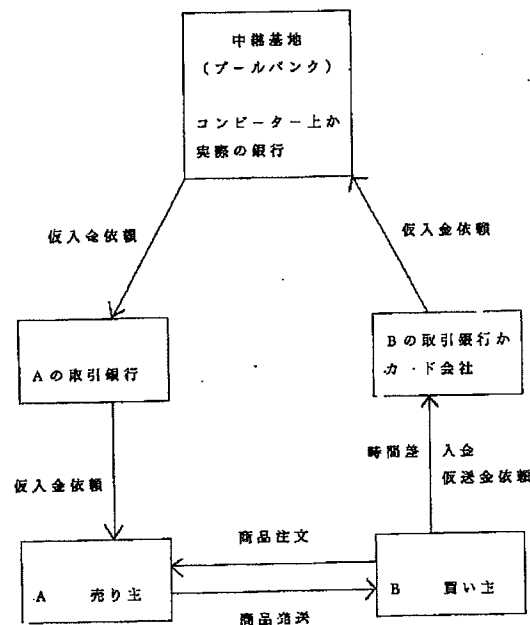 中継基地
(プールバンク)
コンピーター上か
実際の銀行
仮入金依頼
仮入金依頼
Aの取引銀行
Bの取引銀行か
カード会社
時間差
入金
仮送金依頼
仮入金依頼
商品注文
A 売り主
B 買い主
商品発送